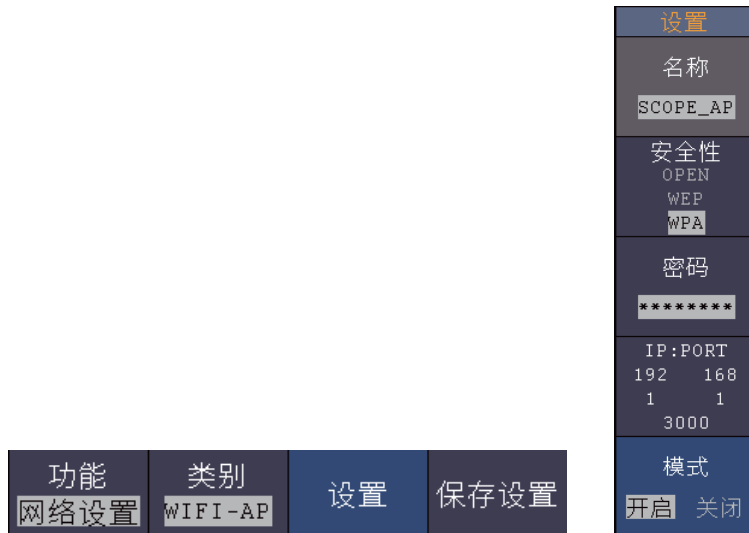 设置
名称
SCOPE_AP
安全性
OPEN
WEP
WPA
密码
********
IP:PORT
192 168
1 1
3000
模式
开启 关闭
功能 类别 设置 保存设置
网络设置 WIFI-AP